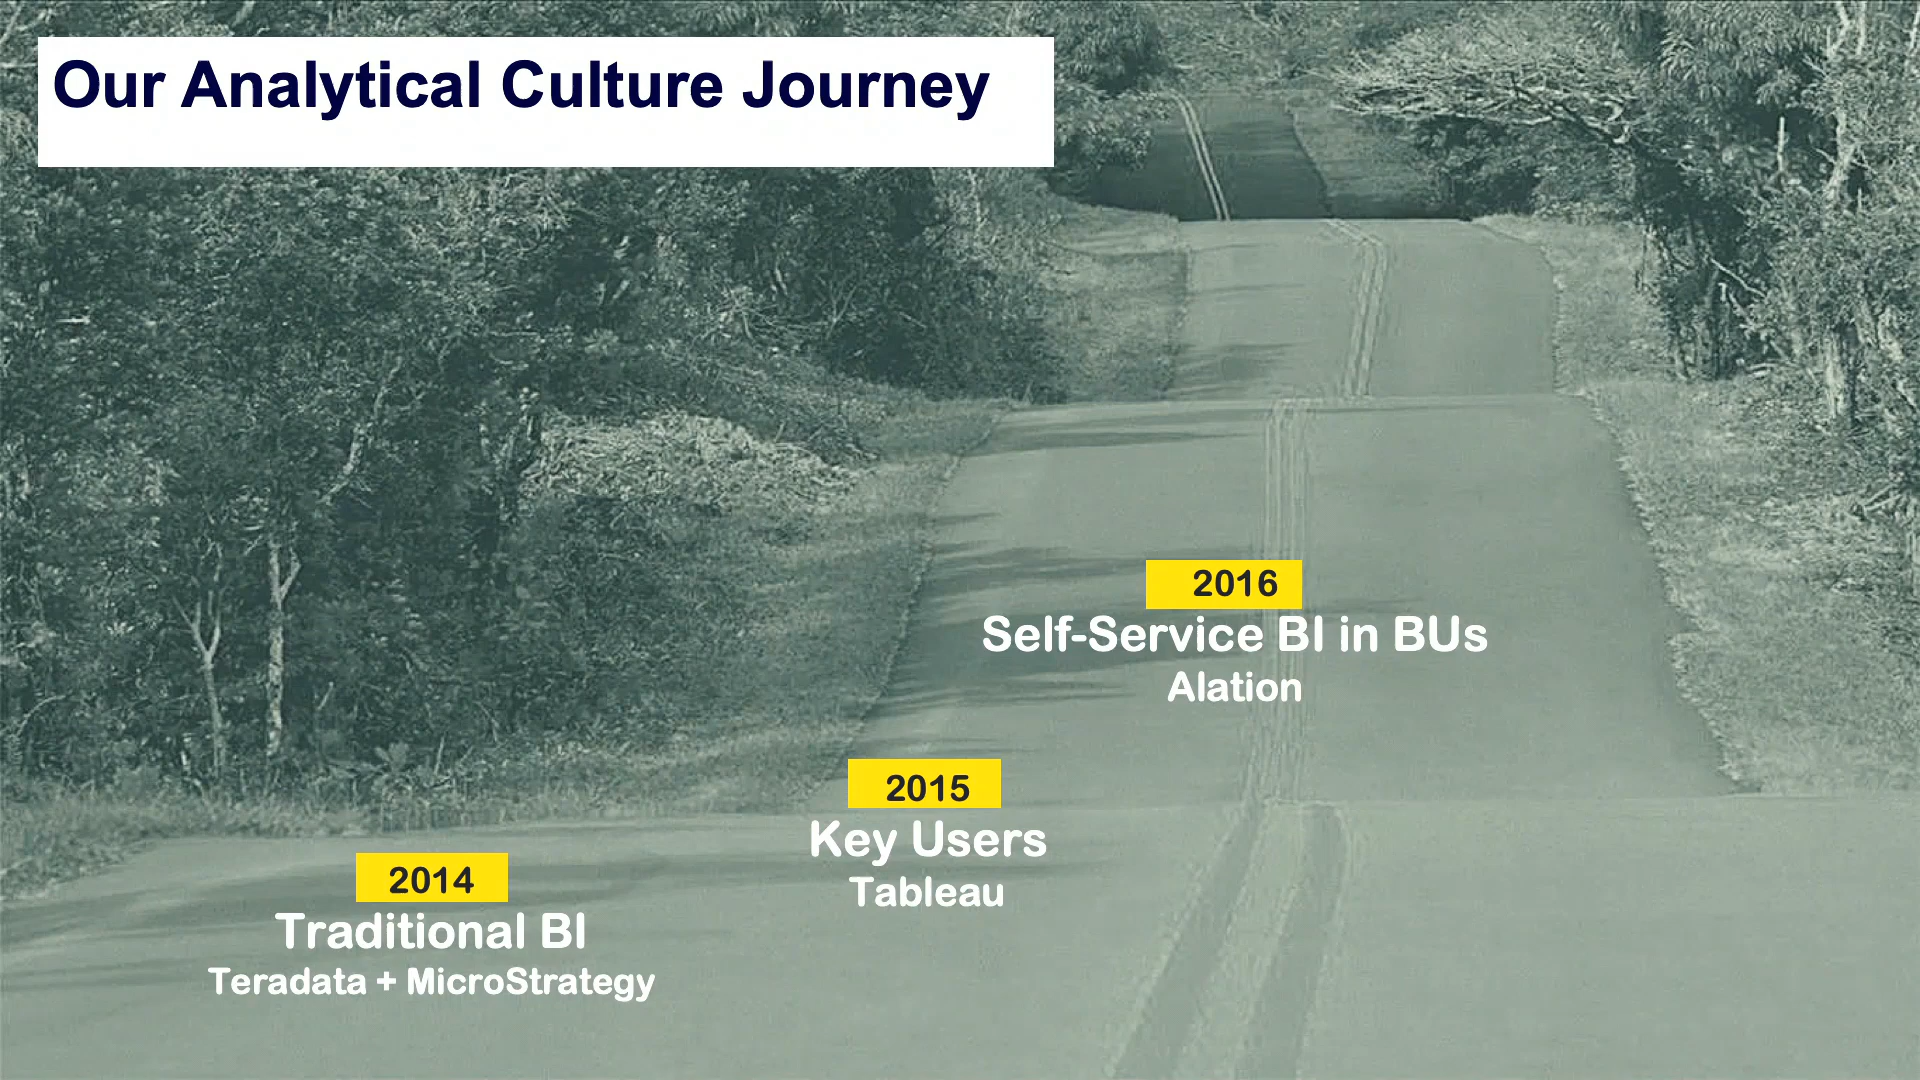 Our Analytical Culture Journey
2016
Self-Service BI in BUs
Alation
2015
Key Users
Tableau
2014
Traditional BI
Teradata + MicroStrategy